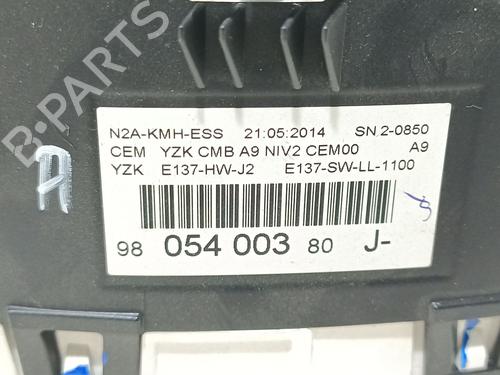 N2A-KMH-ESS 21:05:2014 SN 2-0850
CEM YZK CMB A9 NIV2 CEM00 A9
YZK E137-HW-J2 E137-SW-LL-1100
98 054 003 80 J-
A
B-PARTS